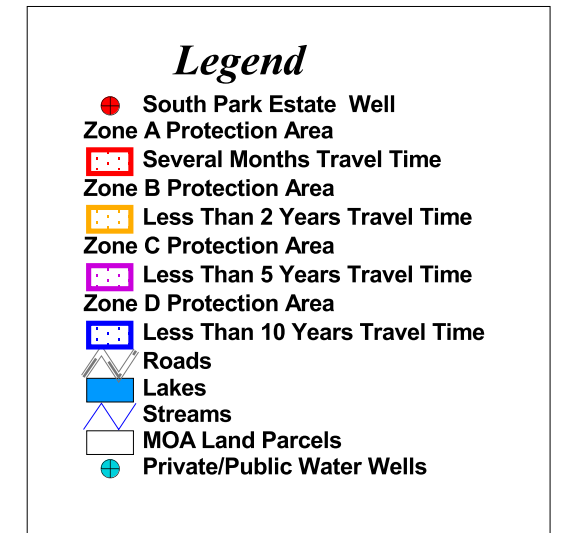 Legend
South Park Estate Well
Zone A Protection Area
Several Months Travel Time
Zone B Protection Area
Less Than 2 Years Travel Time
Zone C Protection Area
Less Than 5 Years Travel Time
Zone D Protection Area
Less Than 10 Years Travel Time
Roads
Lakes
Streams
MOA Land Parcels
Private/Public Water Wells